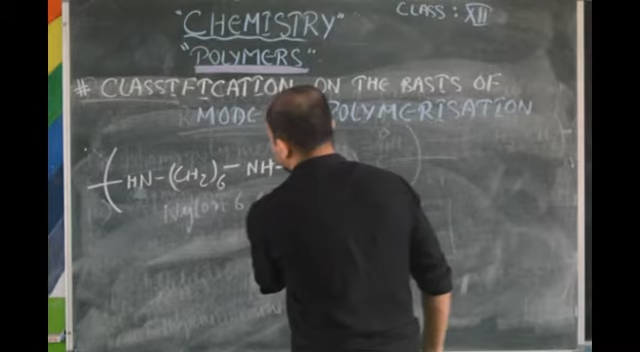 "CHEMISTRY"
CLASS: XII
"POLYMERS"
# CLASSIFICATION ON THE BASIS OF
MODE POLYMERISATION
( HN-(CH2)6-NH-
Nylon 6